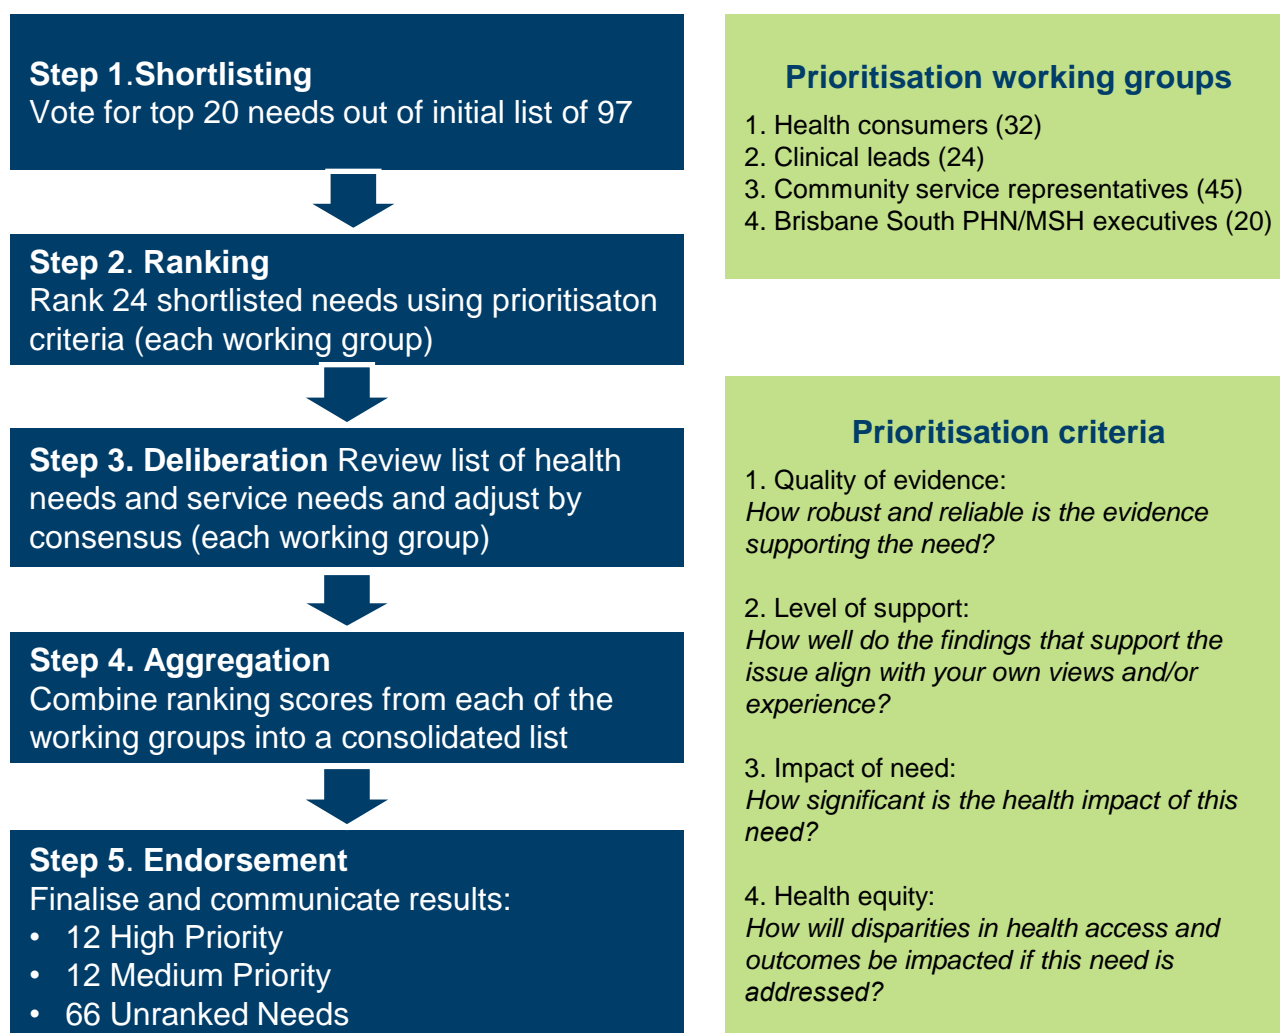 Step 1.Shortlisting
Vote for top 20 needs out of initial list of 97
Step 2. Ranking
Rank 24 shortlisted needs using prioritisaton
criteria (each working group)
Step 3. Deliberation Review list of health
needs and service needs and adjust by
consensus (each working group)
Step 4. Aggregation
Combine ranking scores from each of the
working groups into a consolidated list
Step 5. Endorsement
Finalise and communicate results:
• 12 High Priority
• 12 Medium Priority
• 66 Unranked Needs
Prioritisation working groups
1. Health consumers (32)
2. Clinical leads (24)
3. Community service representatives (45)
4. Brisbane South PHN/MSH executives (20)
Prioritisation criteria
1. Quality of evidence:
How robust and reliable is the evidence
supporting the need?
2. Level of support:
How well do the findings that support the
issue align with your own views and/or
experience?
3. Impact of need:
How significant is the health impact of this
need?
4. Health equity:
How will disparities in health access and
outcomes be impacted if this need is
addressed?